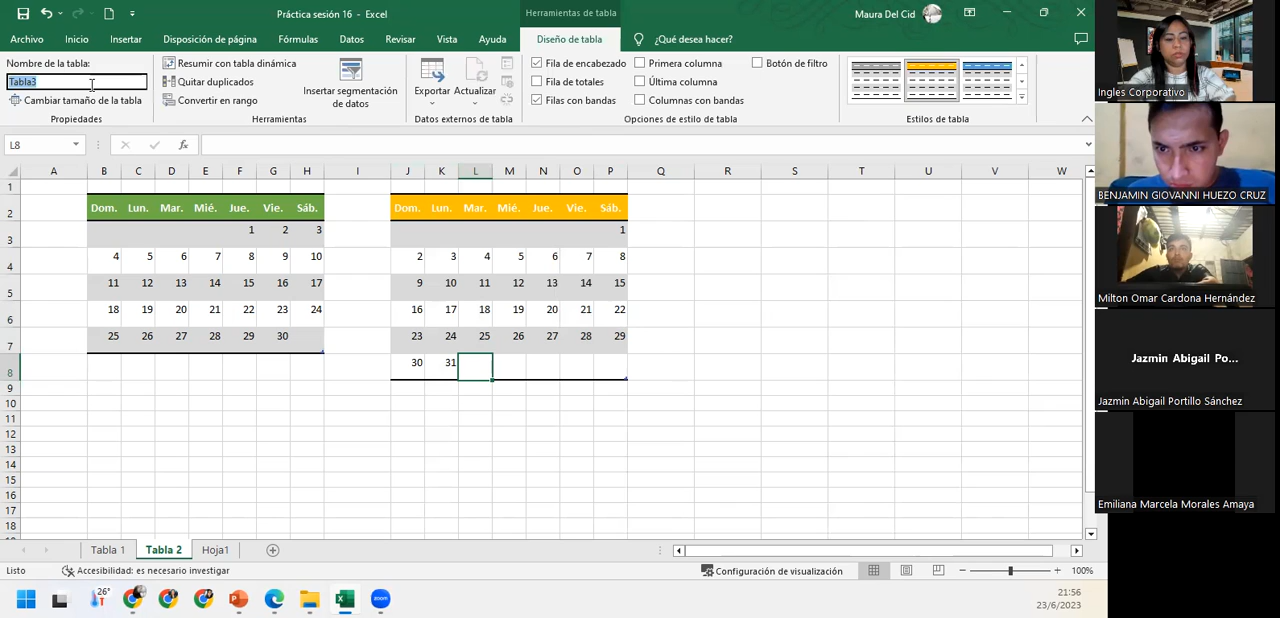 Práctica sesión 16 - Excel
Herramientas de tabla
Maura Del Cid
Archivo Inicio Insertar Disposición de página Fórmulas Datos Revisar Vista Ayuda Diseño de tabla ¿Qué desea hacer?
Nombre de la tabla:
Tabla3
Cambiar tamaño de la tabla
Propiedades
Resumir con tabla dinámica
Quitar duplicados
Convertir en rango
Insertar segmentación
de datos
Herramientas
Exportar Actualizar
Datos externos de tabla
Fila de encabezado Primera columna Botón de filtro
Fila de totales Última columna
Filas con bandas Columnas con bandas
Opciones de estilo de tabla
Estilos de tabla
L8
fx
A B C D E F G H I J K L M N O P Q R S T U V W
1
2 Dom. Lun. Mar. Mié. Jue. Vie. Sáb. Dom. Lun. Mar. Mié. Jue. Vie. Sáb.
3 1 2 3 1
4 4 5 6 7 8 9 10 2 3 4 5 6 7 8
5 11 12 13 14 15 16 17 9 10 11 12 13 14 15
6 18 19 20 21 22 23 24 16 17 18 19 20 21 22
7 25 26 27 28 29 30 23 24 25 26 27 28 29
8 30 31
9
10
11
12
13
14
15
16
17
18
Tabla 1 Tabla 2 Hoja1
Listo Accesibilidad: es necesario investigar Configuración de visualización 100%
26°
zoom
21:56
23/6/2023
Ingles Corporativo
BENJAMIN GIOVANNI HUEZO CRUZ
Milton Omar Cardona Hernández
Jazmin Abigail Po...
Jazmin Abigail Portillo Sánchez
Emiliana Marcela Morales Amaya